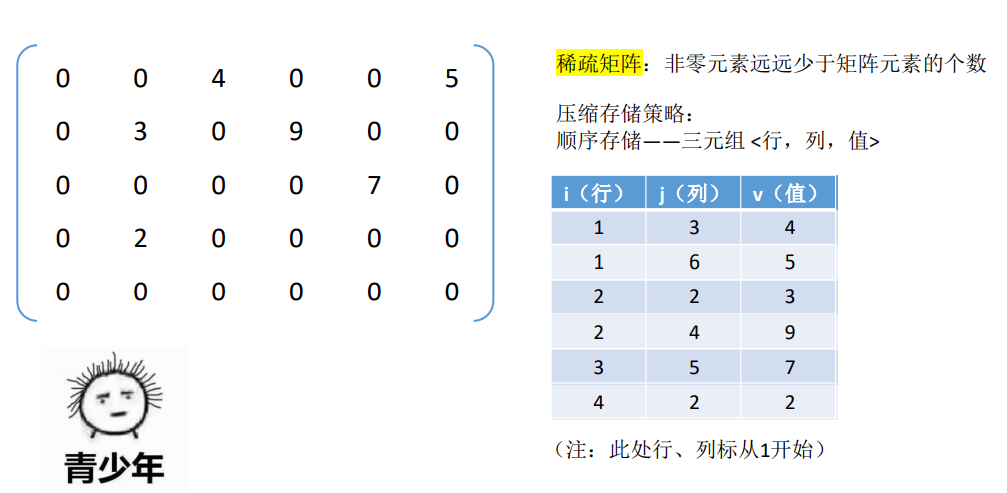 0 0 4 0 0 5
0 3 0 9 0 0
0 0 0 0 7 0
0 2 0 0 0 0
0 0 0 0 0 0
青少年
稀疏矩阵：非零元素远远少于矩阵元素的个数
压缩存储策略：
顺序存储——三元组 <行，列，值>
i（行） j（列） v（值）
1 3 4
1 6 5
2 2 3
2 4 9
3 5 7
4 2 2
（注：此处行、列标从1开始）